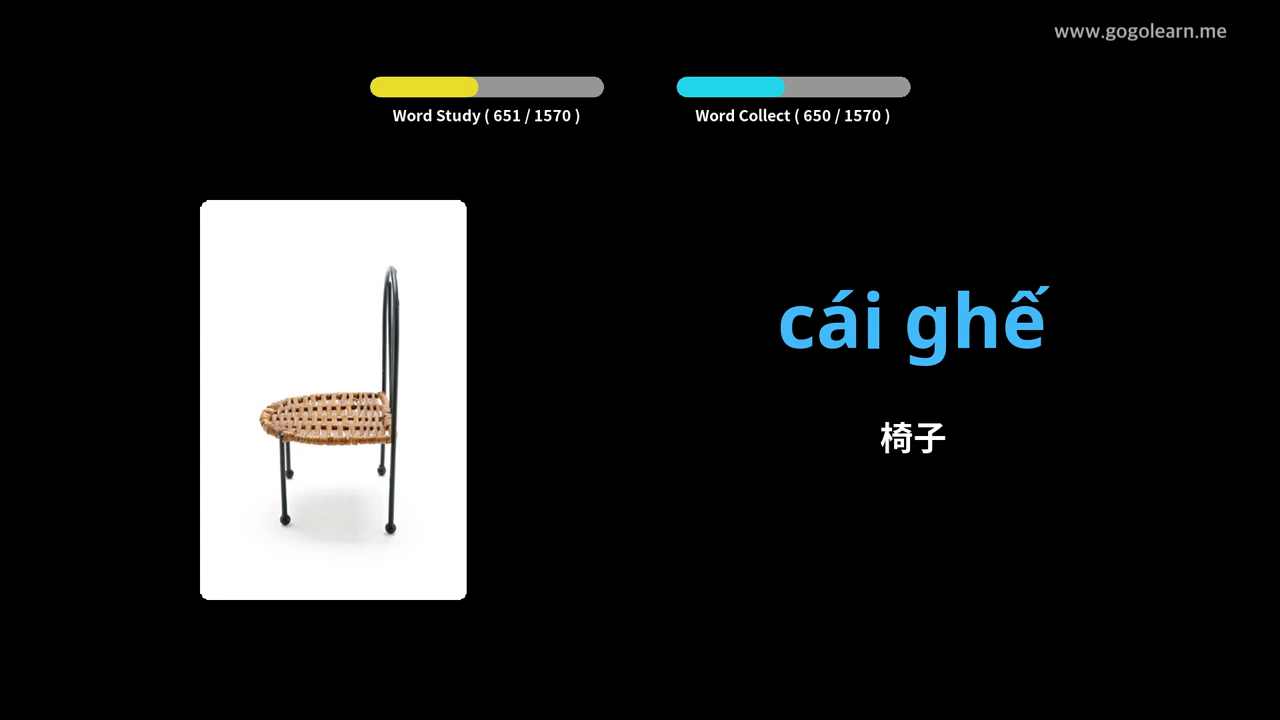 www.gogolearn.me
Word Study ( 651 / 1570 )
Word Collect ( 650 / 1570 )
cái ghế
椅子